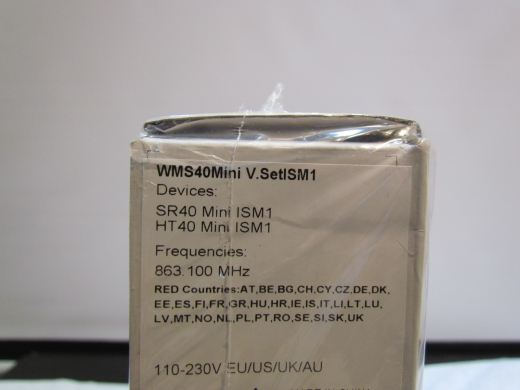 WMS40Mini V.SetISM1
Devices:
SR40 Mini ISM1
HT40 Mini ISM1
Frequencies:
863.100 MHz
RED Countries:AT,BE,BG,CH,CY,CZ,DE,DK,
EE,ES,FI,FR,GR,HU,HR,IE,IS,IT,LI,LT,LU,
LV,MT,NO,NL,PL,PT,RO,SE,SI,SK,UK
110-230V EU/US/UK/AU